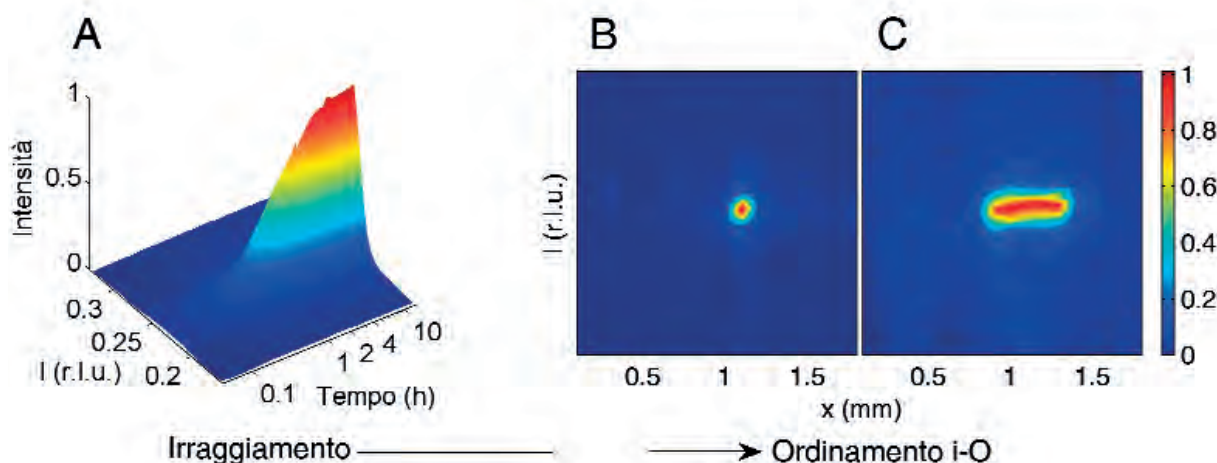 A
B
C
1
0.5
0
Intensità
0.3
0.25
0.2
l (r.l.u.)
0.1
1
2
4
10
Tempo (h)
l (r.l.u.)
0.5
1
1.5
0.5
1
1.5
x (mm)
1
0.8
0.6
0.4
0.2
0
Irraggiamento
Ordinamento i-O